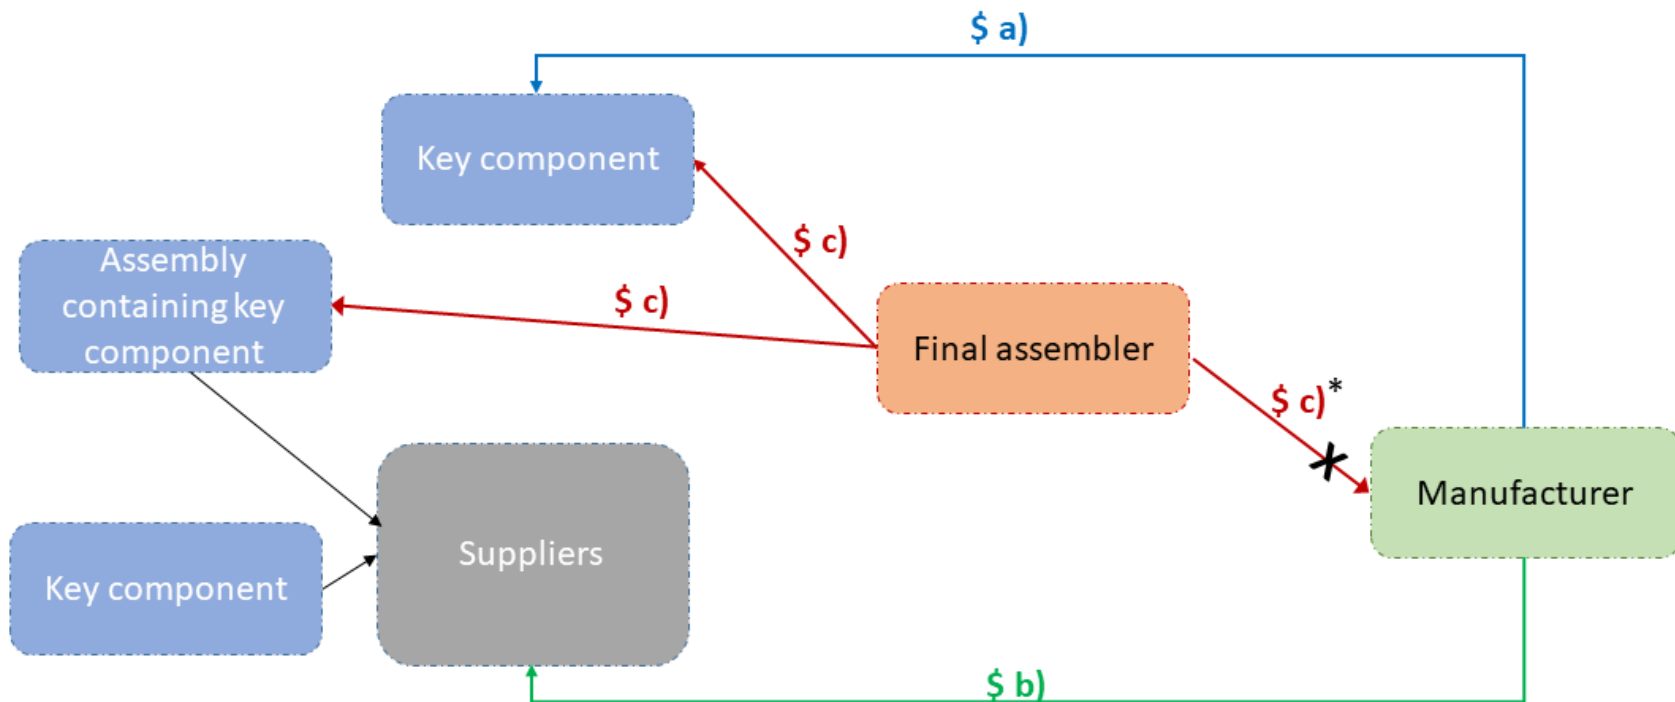 $ a)
Key component
$ c)
Assembly
containing key
component
$ c)
Final assembler
$ c)*
Manufacturer
Suppliers
Key component
$ b)